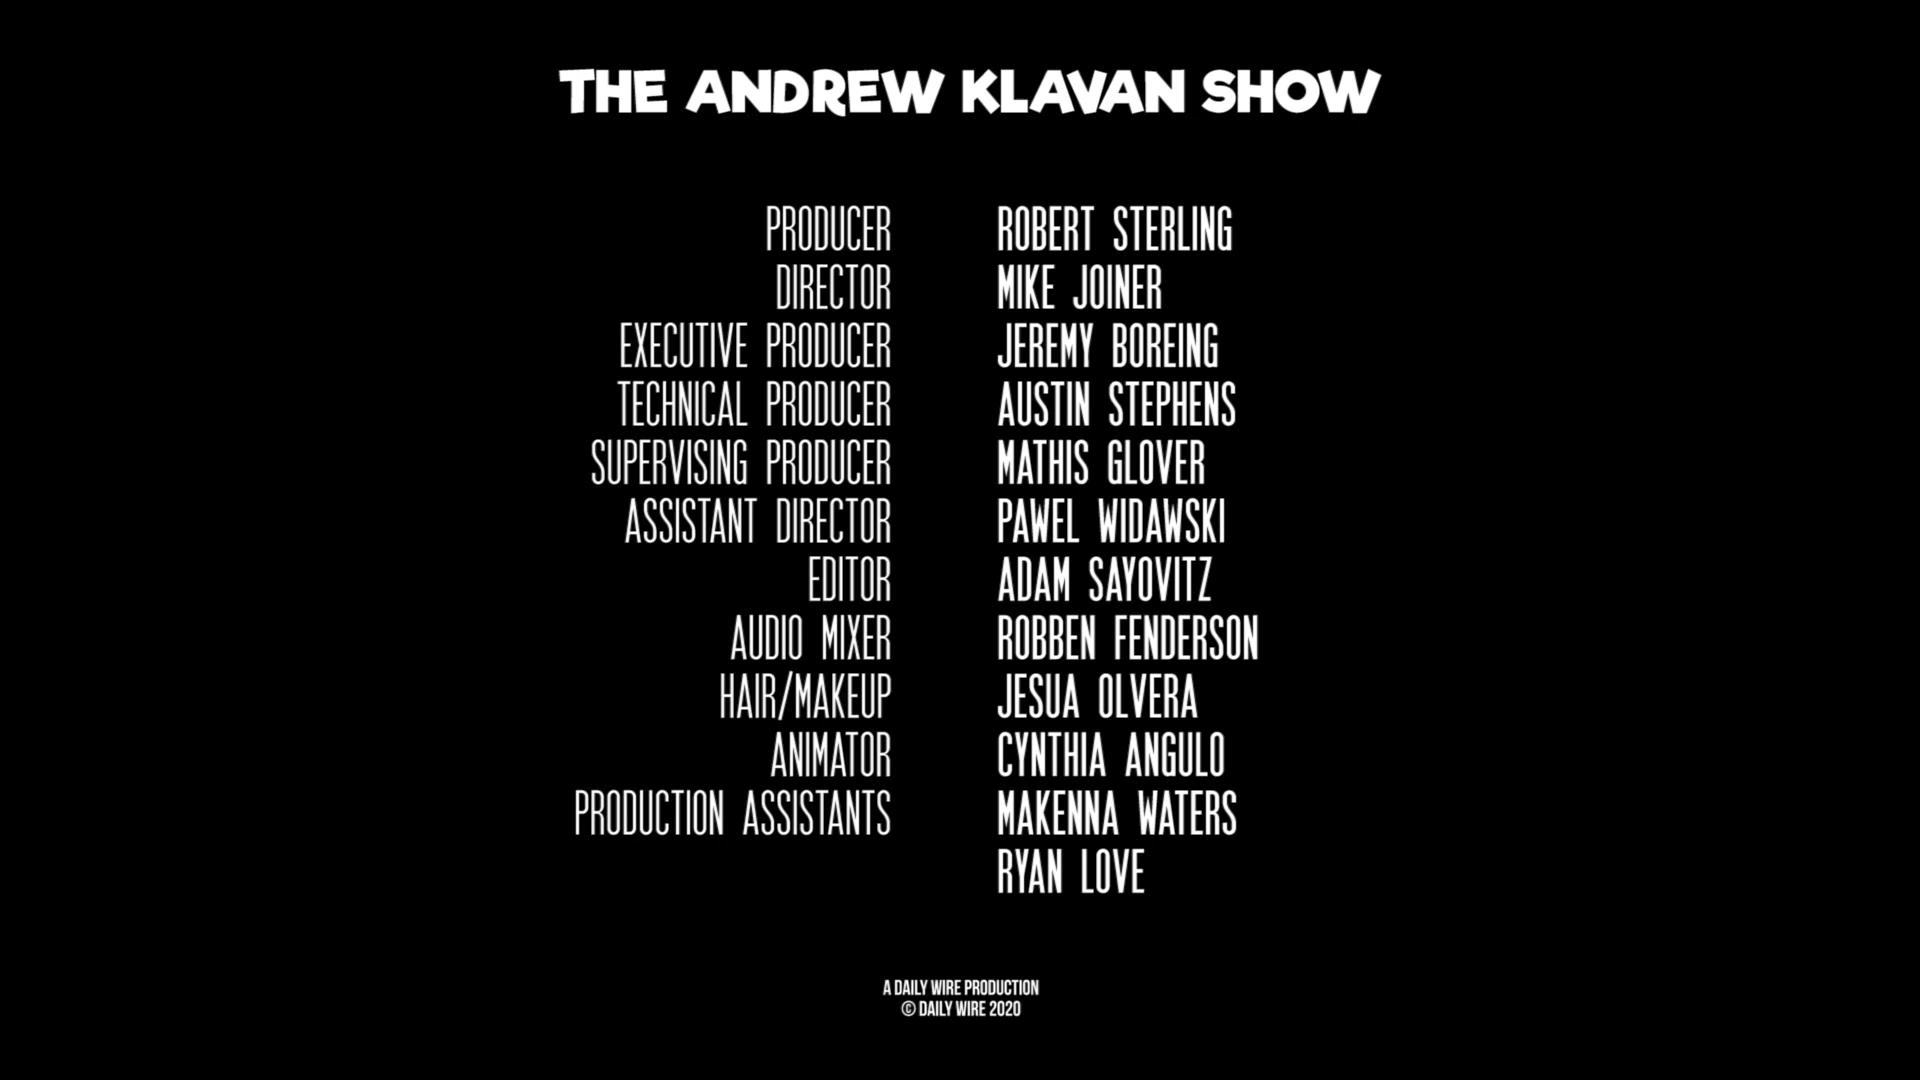 THE ANDREW KLAVAN SHOW
PRODUCER ROBERT STERLING
DIRECTOR MIKE JOINER
EXECUTIVE PRODUCER JEREMY BOREING
TECHNICAL PRODUCER AUSTIN STEPHENS
SUPERVISING PRODUCER MATHIS GLOVER
ASSISTANT DIRECTOR PAWEL WIDAWSKI
EDITOR ADAM SAYOVITZ
AUDIO MIXER ROBBEN FENDERSON
HAIR/MAKEUP JESUA OLVERA
ANIMATOR CYNTHIA ANGULO
PRODUCTION ASSISTANTS MAKENNA WATERS
RYAN LOVE
A DAILY WIRE PRODUCTION
© DAILY WIRE 2020